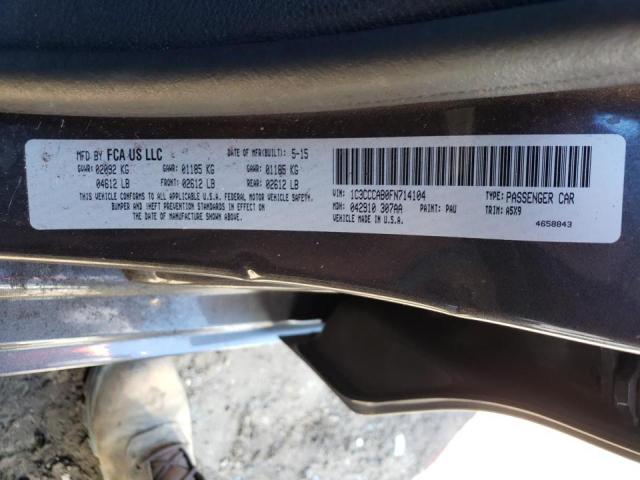 MFD BY FCA US LLC DATE OF MFR(BUILT): 5-15
GVWR: 02092 KG GAWR: 01185 KG GAWR: 01185 KG
04612 LB FRONT: 02612 LB REAR: 02612 LB
THIS VEHICLE CONFORMS TO ALL APPLICABLE U.S.A. FEDERAL MOTOR VEHICLE SAFETY,
BUMPER AND THEFT PREVENTION STANDARDS IN EFFECT ON
THE DATE OF MANUFACTURE SHOWN ABOVE.
VIN: 1C3CCCAB0FN714104 TYPE: PASSENGER CAR
MDH: 042910 307AA PAINT: PAU TRIM: A5X9
VEHICLE MADE IN U.S.A. 4658843